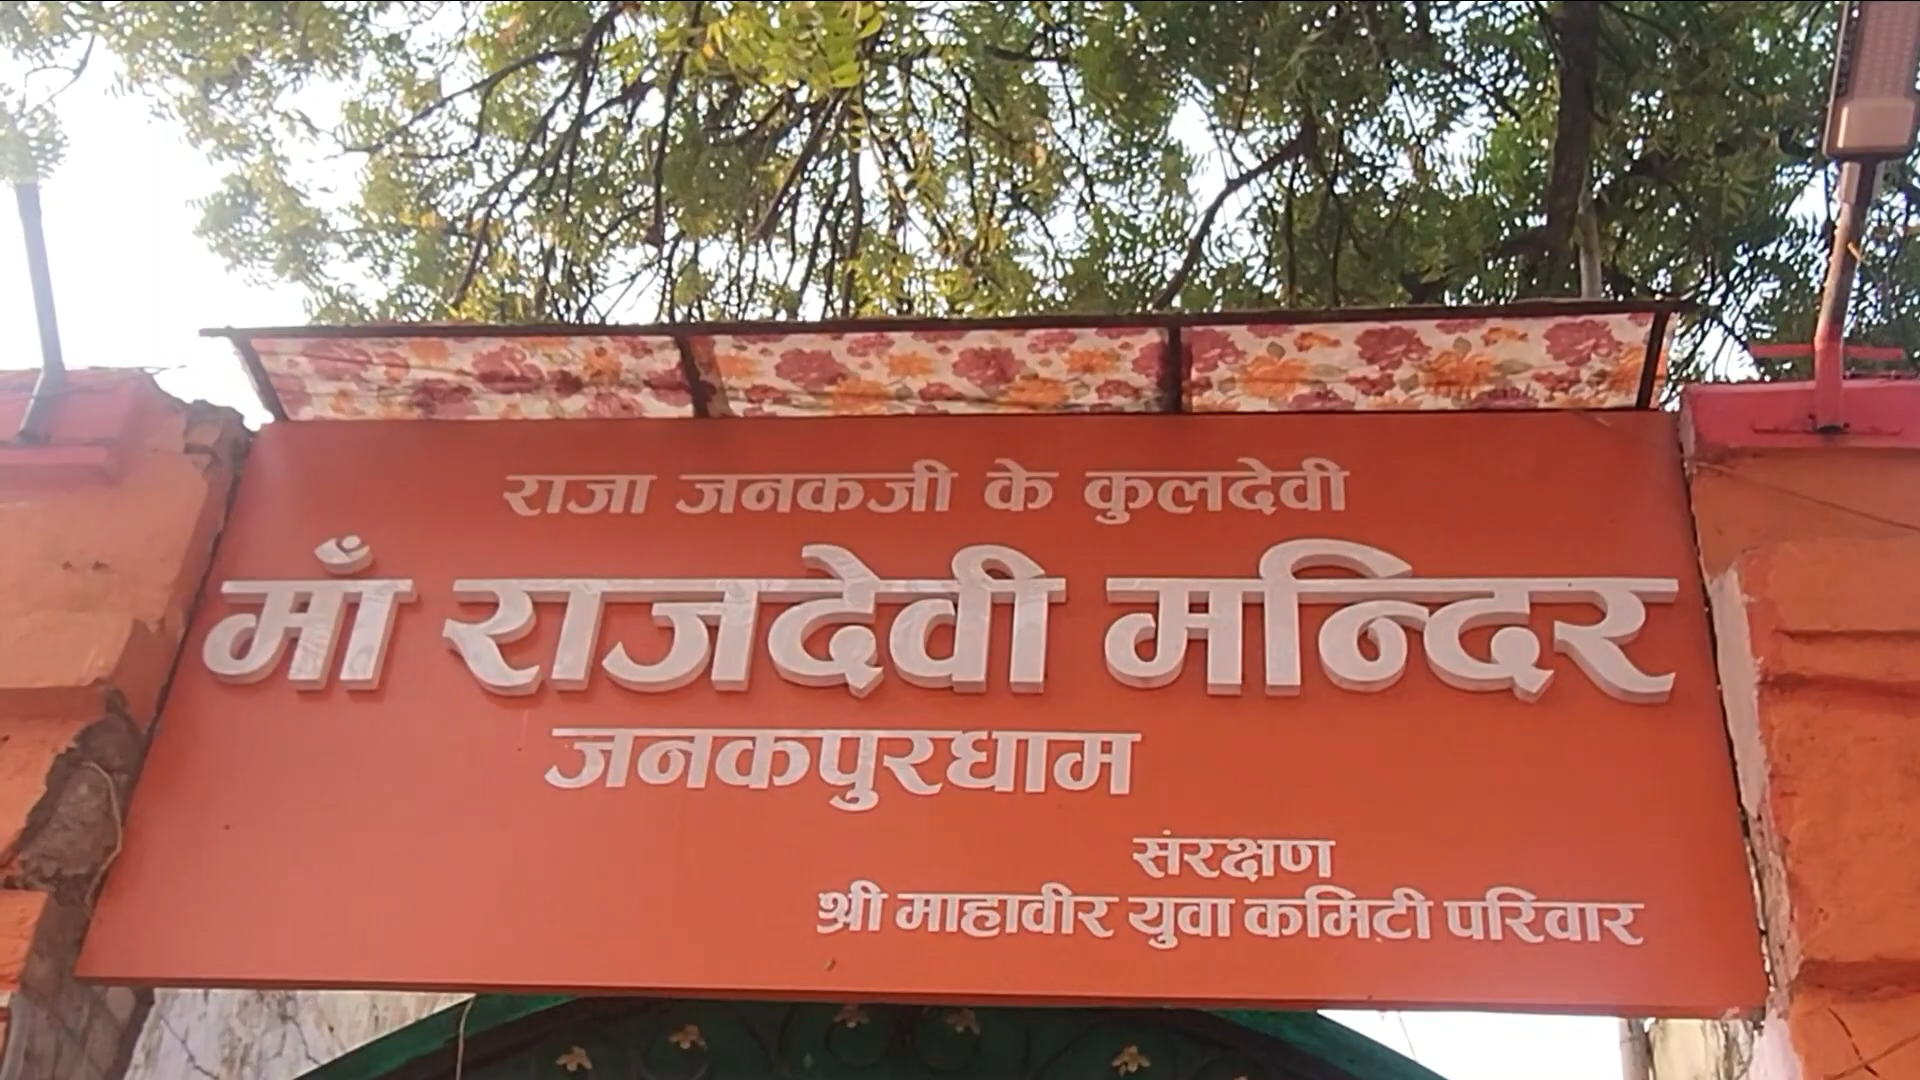 राजा जनकजी के कुलदेवी
माँ राजदेवी मन्दिर
जनकपुरधाम
संरक्षण
श्री माहावीर युवा कमिटी परिवार